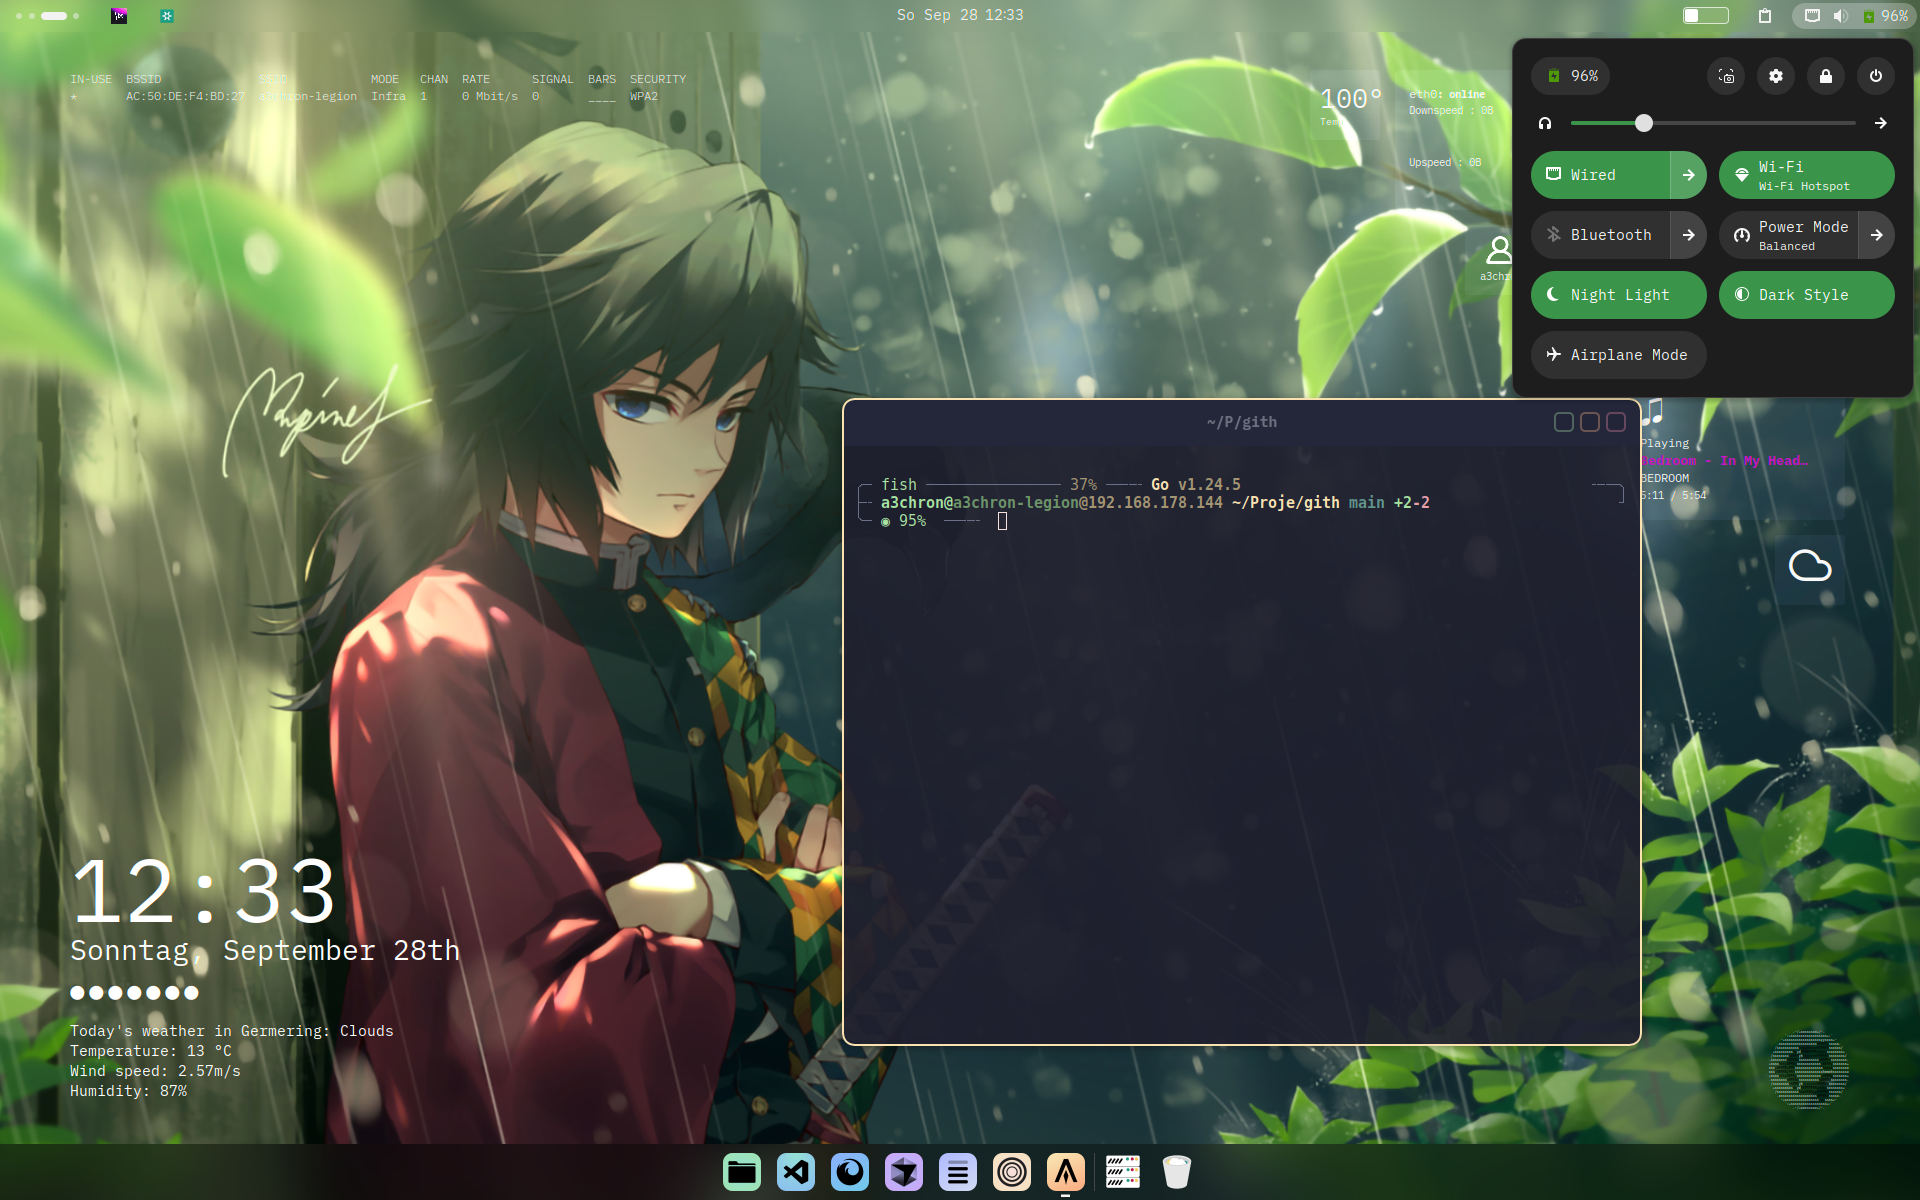 So Sep 28 12:33
96%
IN-USE BSSID SSID MODE CHAN RATE SIGNAL BARS SECURITY
* AC:50:DE:F4:BD:27 a3chron-legion Infra 1 0 Mbit/s 0 ____ WPA2
100°
Temp
eth0: online
Downspeed : 0B
Upspeed : 0B
a3chr
96%
Wired
Wi-Fi
Wi-Fi Hotspot
Bluetooth
Power Mode
Balanced
Night Light
Dark Style
Airplane Mode
~/P/gith
fish 37% Go v1.24.5
a3chron@a3chron-legion@192.168.178.144 ~/Proje/gith main +2-2
◉ 95%
Playing
Bedroom - In My Head…
BEDROOM
5:11 / 5:54
12:33
Sonntag, September 28th
Today's weather in Germering: Clouds
Temperature: 13 °C
Wind speed: 2.57m/s
Humidity: 87%